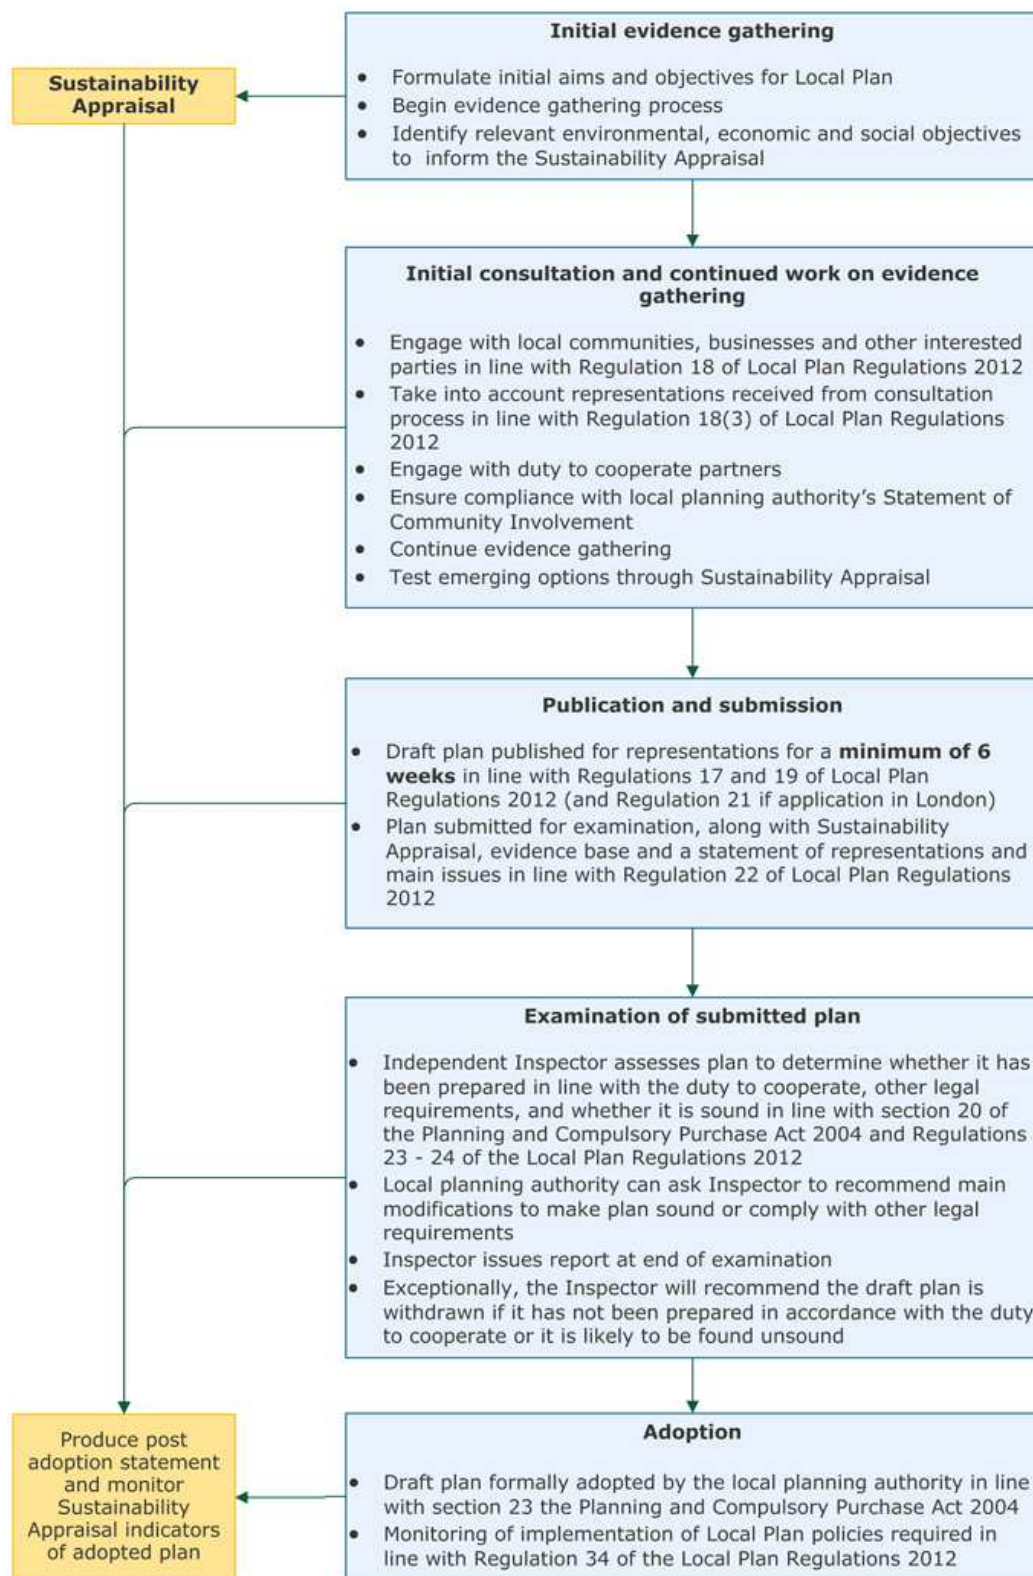 Initial evidence gathering
• Formulate initial aims and objectives for Local Plan
• Begin evidence gathering process
• Identify relevant environmental, economic and social objectives
to inform the Sustainability Appraisal
Sustainability
Appraisal
Initial consultation and continued work on evidence
gathering
• Engage with local communities, businesses and other interested
parties in line with Regulation 18 of Local Plan Regulations 2012
• Take into account representations received from consultation
process in line with Regulation 18(3) of Local Plan Regulations
2012
• Engage with duty to cooperate partners
• Ensure compliance with local planning authority's Statement of
Community Involvement
• Continue evidence gathering
• Test emerging options through Sustainability Appraisal
Publication and submission
• Draft plan published for representations for a minimum of 6
weeks in line with Regulations 17 and 19 of Local Plan
Regulations 2012 (and Regulation 21 if application in London)
• Plan submitted for examination, along with Sustainability
Appraisal, evidence base and a statement of representations and
main issues in line with Regulation 22 of Local Plan Regulations
2012
Examination of submitted plan
• Independent Inspector assesses plan to determine whether it has
been prepared in line with the duty to cooperate, other legal
requirements, and whether it is sound in line with section 20 of
the Planning and Compulsory Purchase Act 2004 and Regulations
23 - 24 of the Local Plan Regulations 2012
• Local planning authority can ask Inspector to recommend main
modifications to make plan sound or comply with other legal
requirements
• Inspector issues report at end of examination
• Exceptionally, the Inspector will recommend the draft plan is
withdrawn if it has not been prepared in accordance with the duty
to cooperate or it is likely to be found unsound
Adoption
• Draft plan formally adopted by the local planning authority in line
with section 23 the Planning and Compulsory Purchase Act 2004
• Monitoring of implementation of Local Plan policies required in
line with Regulation 34 of the Local Plan Regulations 2012
Produce post
adoption statement
and monitor
Sustainability
Appraisal indicators
of adopted plan